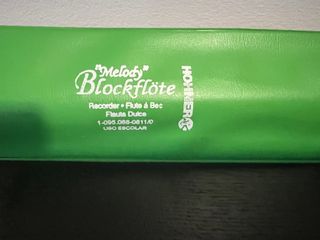 "Melody"
Blockflöte
Recorder • Flute á Bec
Flauta Dulce
1-095.088-0811/0
USO ESCOLAR
HOHNER